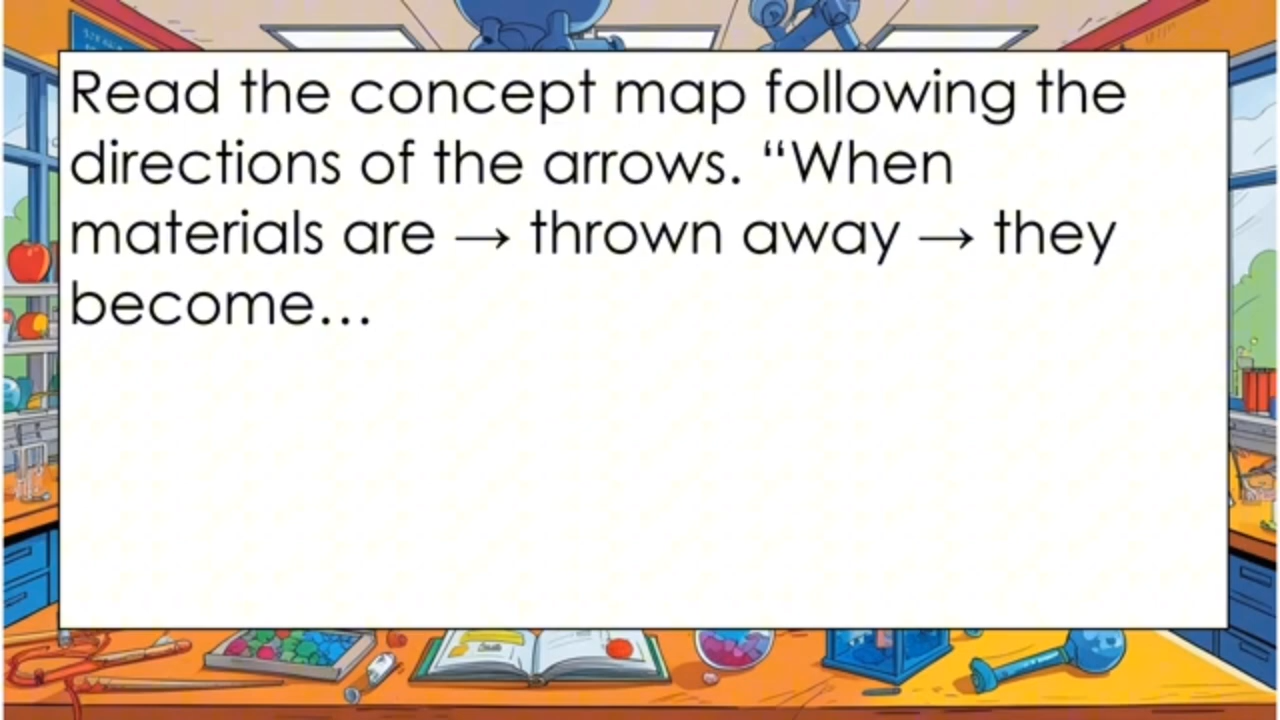 Read the concept map following the
directions of the arrows. “When
materials are → thrown away → they
become…